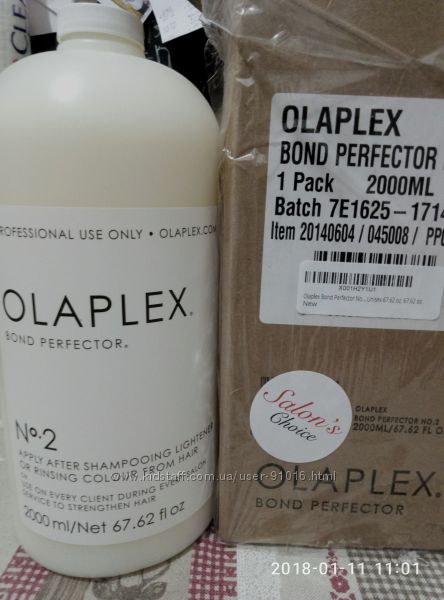 CLEA
PROFESSIONAL USE ONLY • OLAPLEX.COM
OLAPLEX®
BOND PERFECTOR®
No.2
APPLY AFTER SHAMPOOING LIGHTENER
OR RINSING COLOUR FROM HAIR
OR
USE ON EVERY CLIENT DURING EVERY SALON
SERVICE TO STRENGTHEN HAIR
2000 ml/Net 67.62 fl oz
OLAPLEX
BOND PERFECTOR
1 Pack 2000ML
Batch 7E1625-1714
Item 20140604 / 045008 /
X001H2Y1U1
Olaplex Bond Perfector No... unisex 67.62 oz, 67.62 oz
New
Salon's
Choice
OLAPLEX
BOND PERFECTOR NO.2
2000ML/67.62 FL O
OLAPLEX®
BOND PERFECTOR
www.kidstaff.com.ua/user-91016.html
2018-01-11 11:01